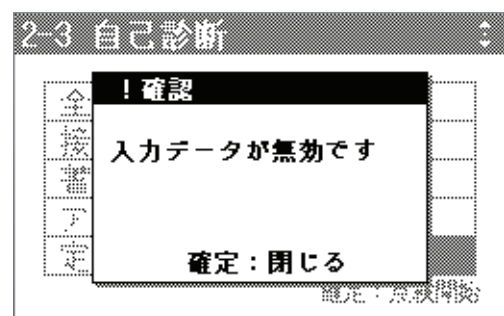 2-3 自己診断
全
接
蓄
ア
定
！確認
入力データが無効です
確定：閉じる
確定：点検開始